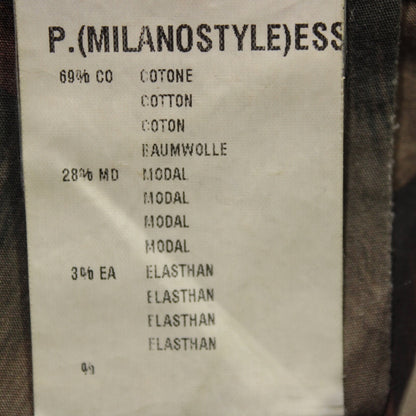 P.(MILANOSTYLE)ESS
69% CO COTONE
COTTON
COTON
BAUMWOLLE
28% MD MODAL
MODAL
MODAL
MODAL
3% EA ELASTHAN
ELASTHAN
ELASTHAN
ELASTHAN
%